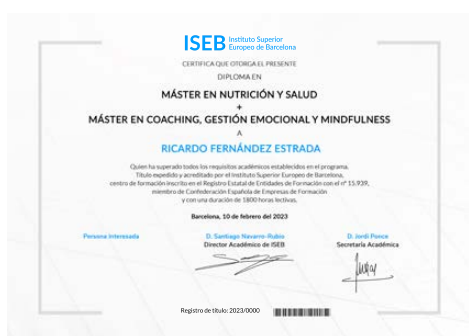 ISEB Instituto Superior
Europeo de Barcelona
CERTIFICA QUE OTORGA EL PRESENTE
DIPLOMA EN
MÁSTER EN NUTRICIÓN Y SALUD
+
MÁSTER EN COACHING, GESTIÓN EMOCIONAL Y MINDFULNESS
A
RICARDO FERNÁNDEZ ESTRADA
Quien ha superado todos los requisitos académicos establecidos en el programa.
Título expedido y acreditado por el Instituto Superior Europeo de Barcelona,
centro de formación inscrito en el Registro Estatal de Entidades de Formación con el nº 15.939,
miembro de Confederación Española de Empresas de Formación
y con una duración de 1800 horas lectivas.
Barcelona, 10 de febrero del 2023
Persona Interesada
D. Santiago Navarro-Rubio
Director Académico de ISEB
D. Jordi Ponce
Secretaría Académica
Registro de título: 2023/0000